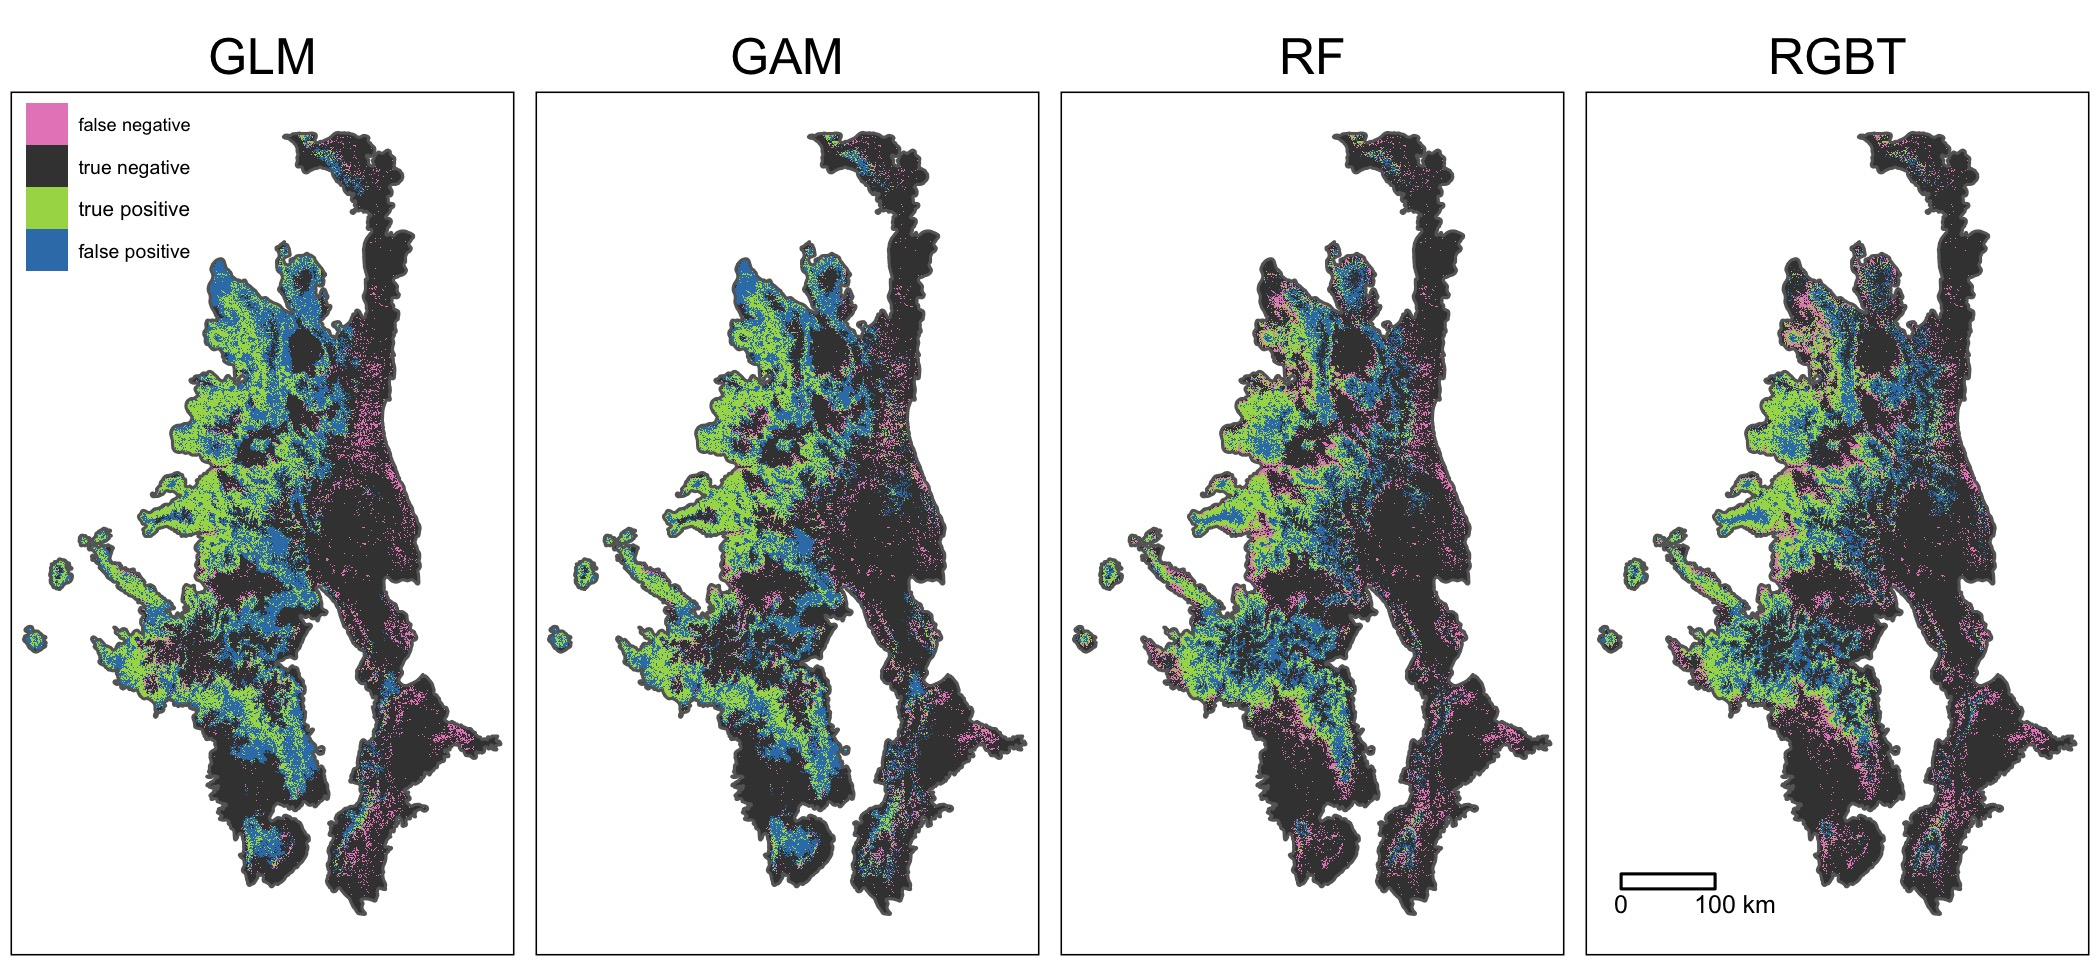 GLM
GAM
RF
RGBT
false negative
true negative
true positive
false positive
0
100 km